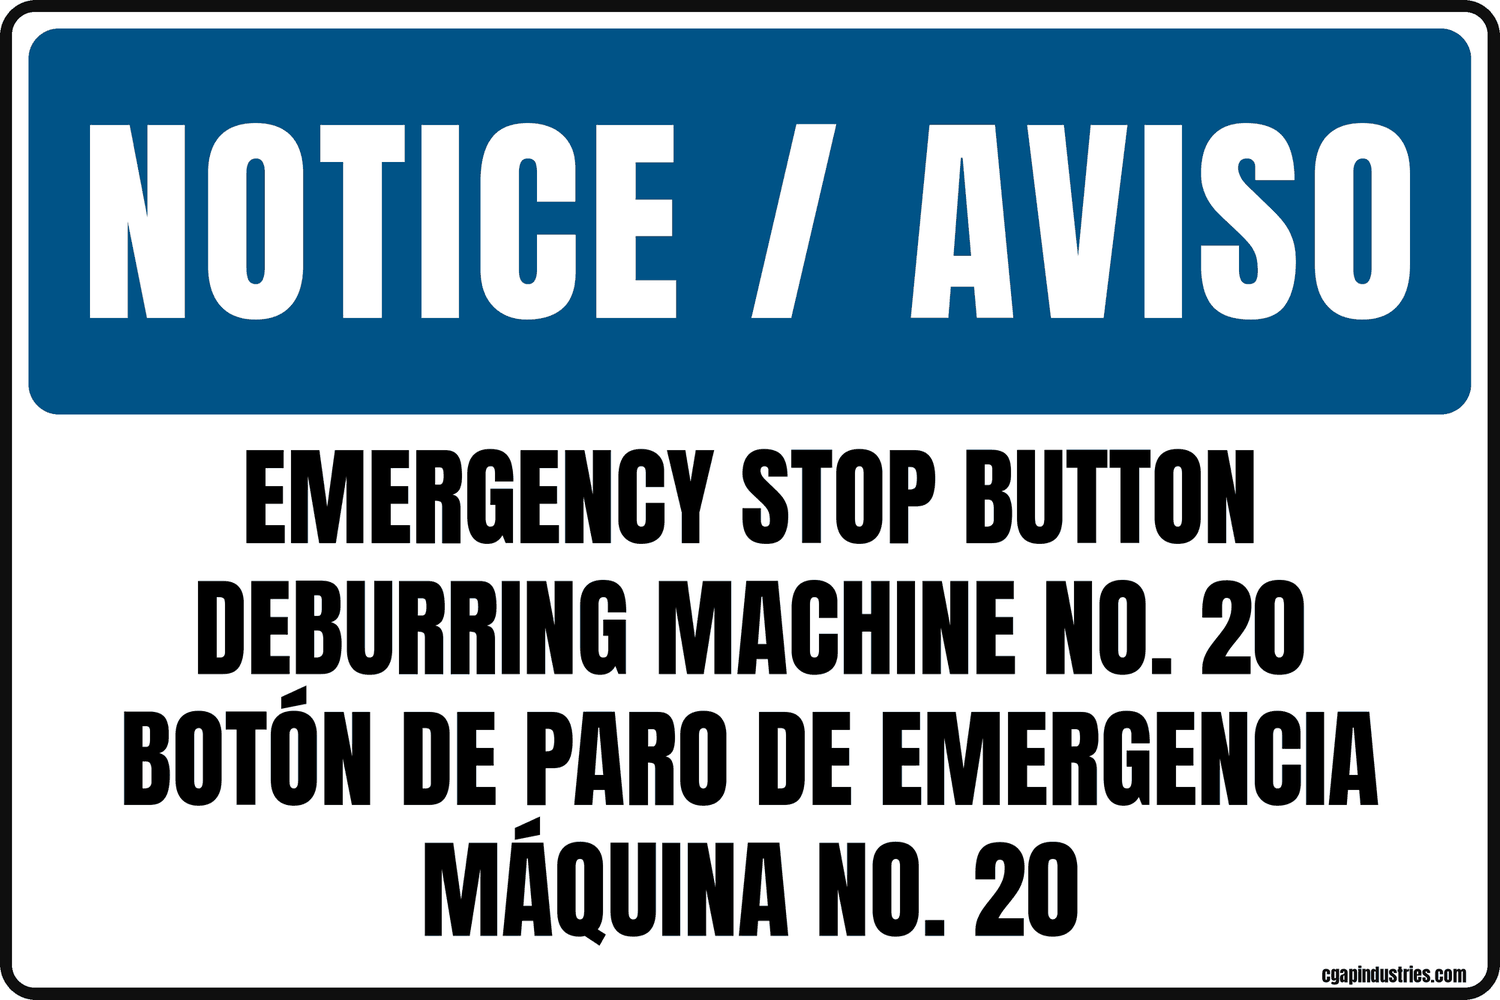 NOTICE / AVISO
EMERGENCY STOP BUTTON
DEBURRING MACHINE NO. 20
BOTÓN DE PARO DE EMERGENCIA
MÁQUINA NO. 20
cgapindustries.com